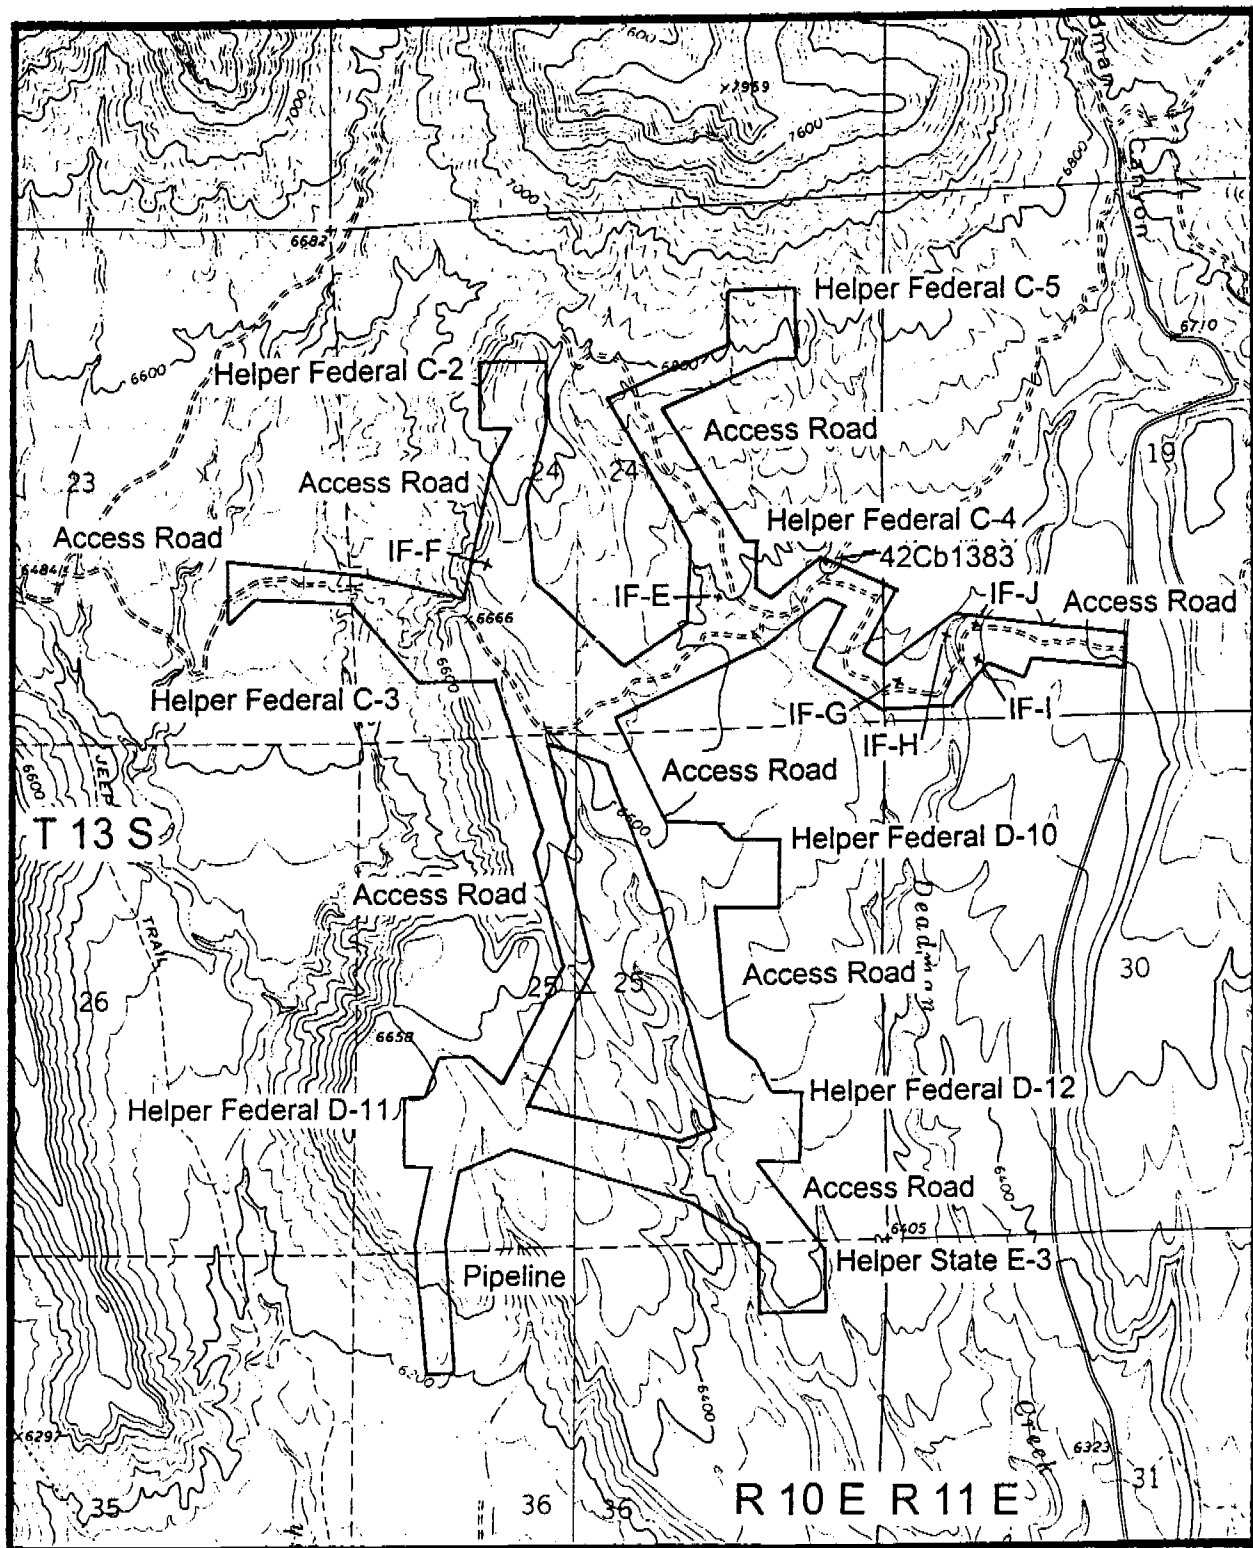 600
×7969
7600
7000
7000
6800
dman
Canyon
6682
Helper Federal C-5
6710
6600
Helper Federal C-2
6800
Access Road
19
23
Access Road
24
24
Helper Federal C-4
Access Road
IF-F
42Cb1383
6484
IF-E
IF-J
Access Road
×6666
6600
Helper Federal C-3
IF-G
IF-I
IF-H
JEEP
6600
Access Road
T 13 S
6600
Helper Federal D-10
Access Road
Deadman
TRAIL
25
25
Access Road
30
26
6658
Helper Federal D-11
Helper Federal D-12
Access Road
6400
6405
Helper State E-3
Pipeline
6400
Creek
×6297
6323
R 10 E R 11 E
31
35
36
36